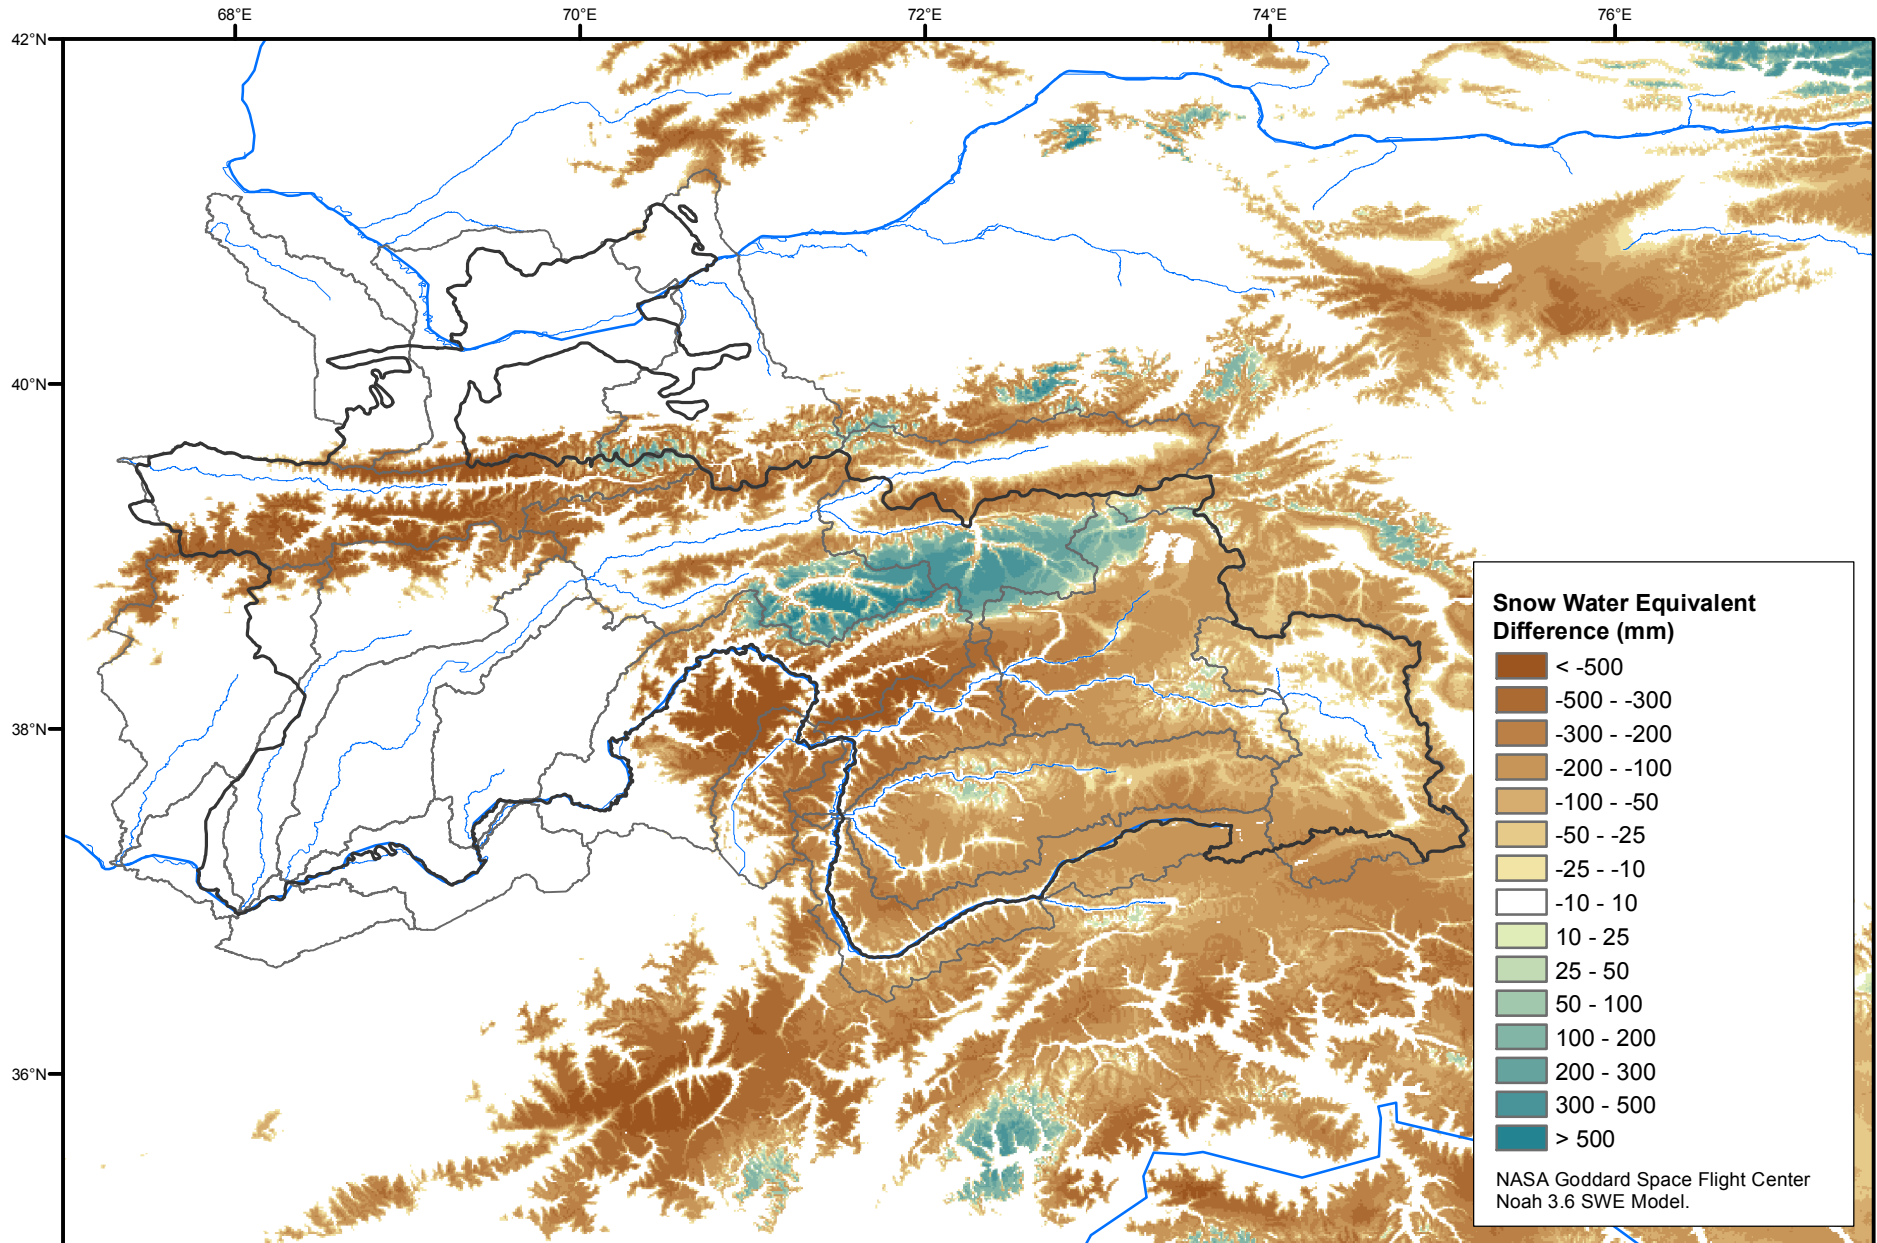 68°E
70°E
72°E
74°E
76°E
42°N
40°N
38°N
36°N
Snow Water Equivalent
Difference (mm)
< -500
-500 - -300
-300 - -200
-200 - -100
-100 - -50
-50 - -25
-25 - -10
-10 - 10
10 - 25
25 - 50
50 - 100
100 - 200
200 - 300
300 - 500
> 500
NASA Goddard Space Flight Center
Noah 3.6 SWE Model.